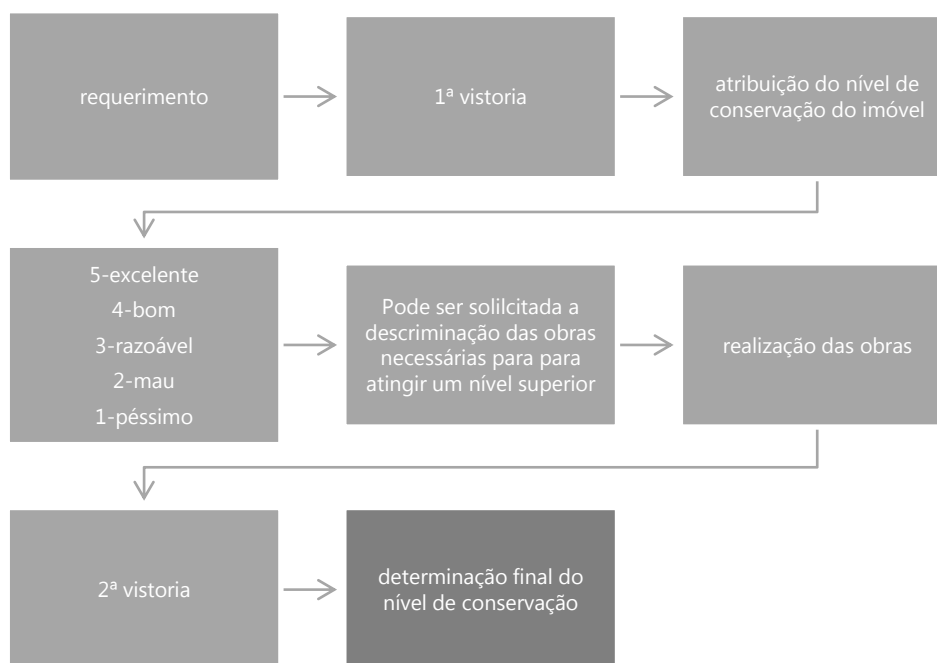 requerimento
1ª vistoria
atribuição do nível de
conservação do imóvel
5-excelente
4-bom
3-razoável
2-mau
1-péssimo
Pode ser solilcitada a
descriminação das obras
necessárias para para
atingir um nível superior
realização das obras
2ª vistoria
determinação final do
nível de conservação